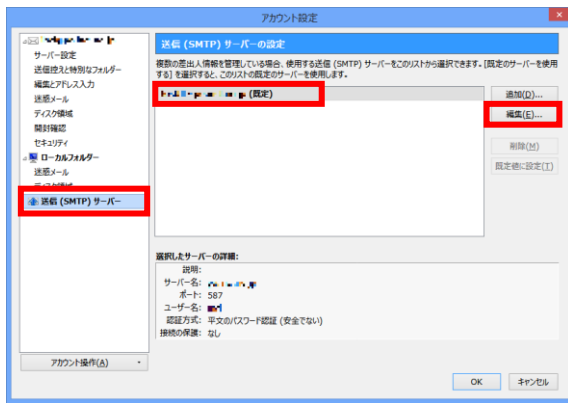 アカウント設定
サーバー設定
送信控えと特別なフォルダー
編集とアドレス入力
迷惑メール
ディスク領域
開封確認
セキュリティ
ローカルフォルダー
迷惑メール
ディスク領域
送信 (SMTP) サーバー
アカウント操作(A)
送信 (SMTP) サーバーの設定
複数の差出人情報を管理している場合、使用する送信 (SMTP) サーバーをこのリストから選択できます。[既定のサーバーを使用
する] を選択すると、このリストの既定のサーバーを使用します。
(既定)
追加(D)...
編集(E)...
削除(M)
既定値に設定(T)
選択したサーバーの詳細:
説明:
サーバー名:
ポート: 587
ユーザー名:
認証方式: 平文のパスワード認証 (安全でない)
接続の保護: なし
OK
キャンセル